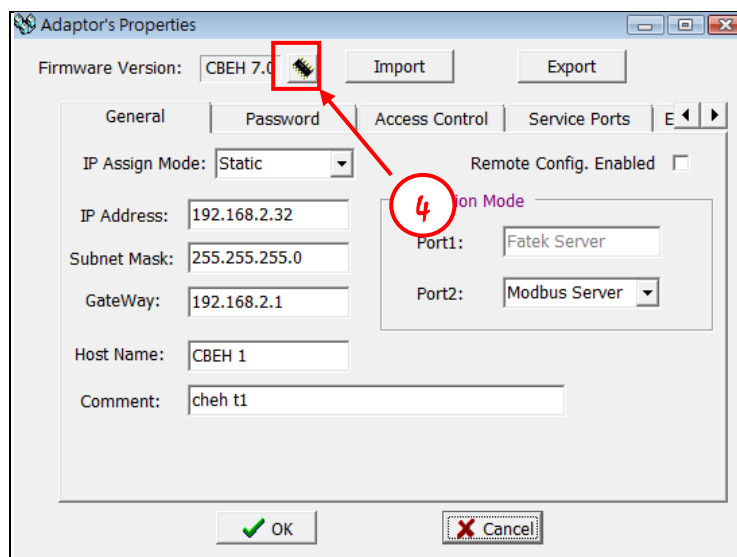 Adaptor's Properties
Firmware Version: CBEH 7.0 Import Export
General Password Access Control Service Ports E
IP Assign Mode: Static Remote Config. Enabled
ion Mode
IP Address: 192.168.2.32
4
Port1: Fatek Server
Subnet Mask: 255.255.255.0
GateWay: 192.168.2.1
Port2: Modbus Server
Host Name: CBEH 1
Comment: cheh t1
OK Cancel